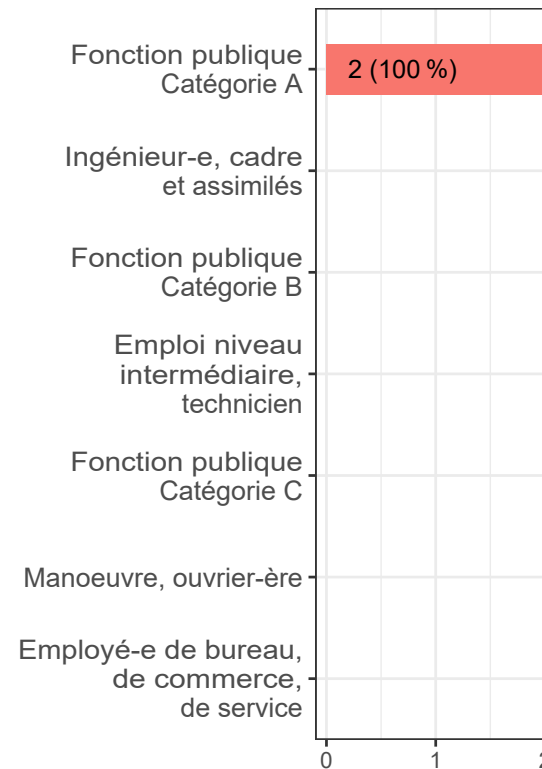 Fonction publique
Catégorie A
2 (100 %)
Ingénieur-e, cadre
et assimilés
Fonction publique
Catégorie B
Emploi niveau
intermédiaire,
technicien
Fonction publique
Catégorie C
Manoeuvre, ouvrier-ère
Employé-e de bureau,
de commerce,
de service
0 1 2